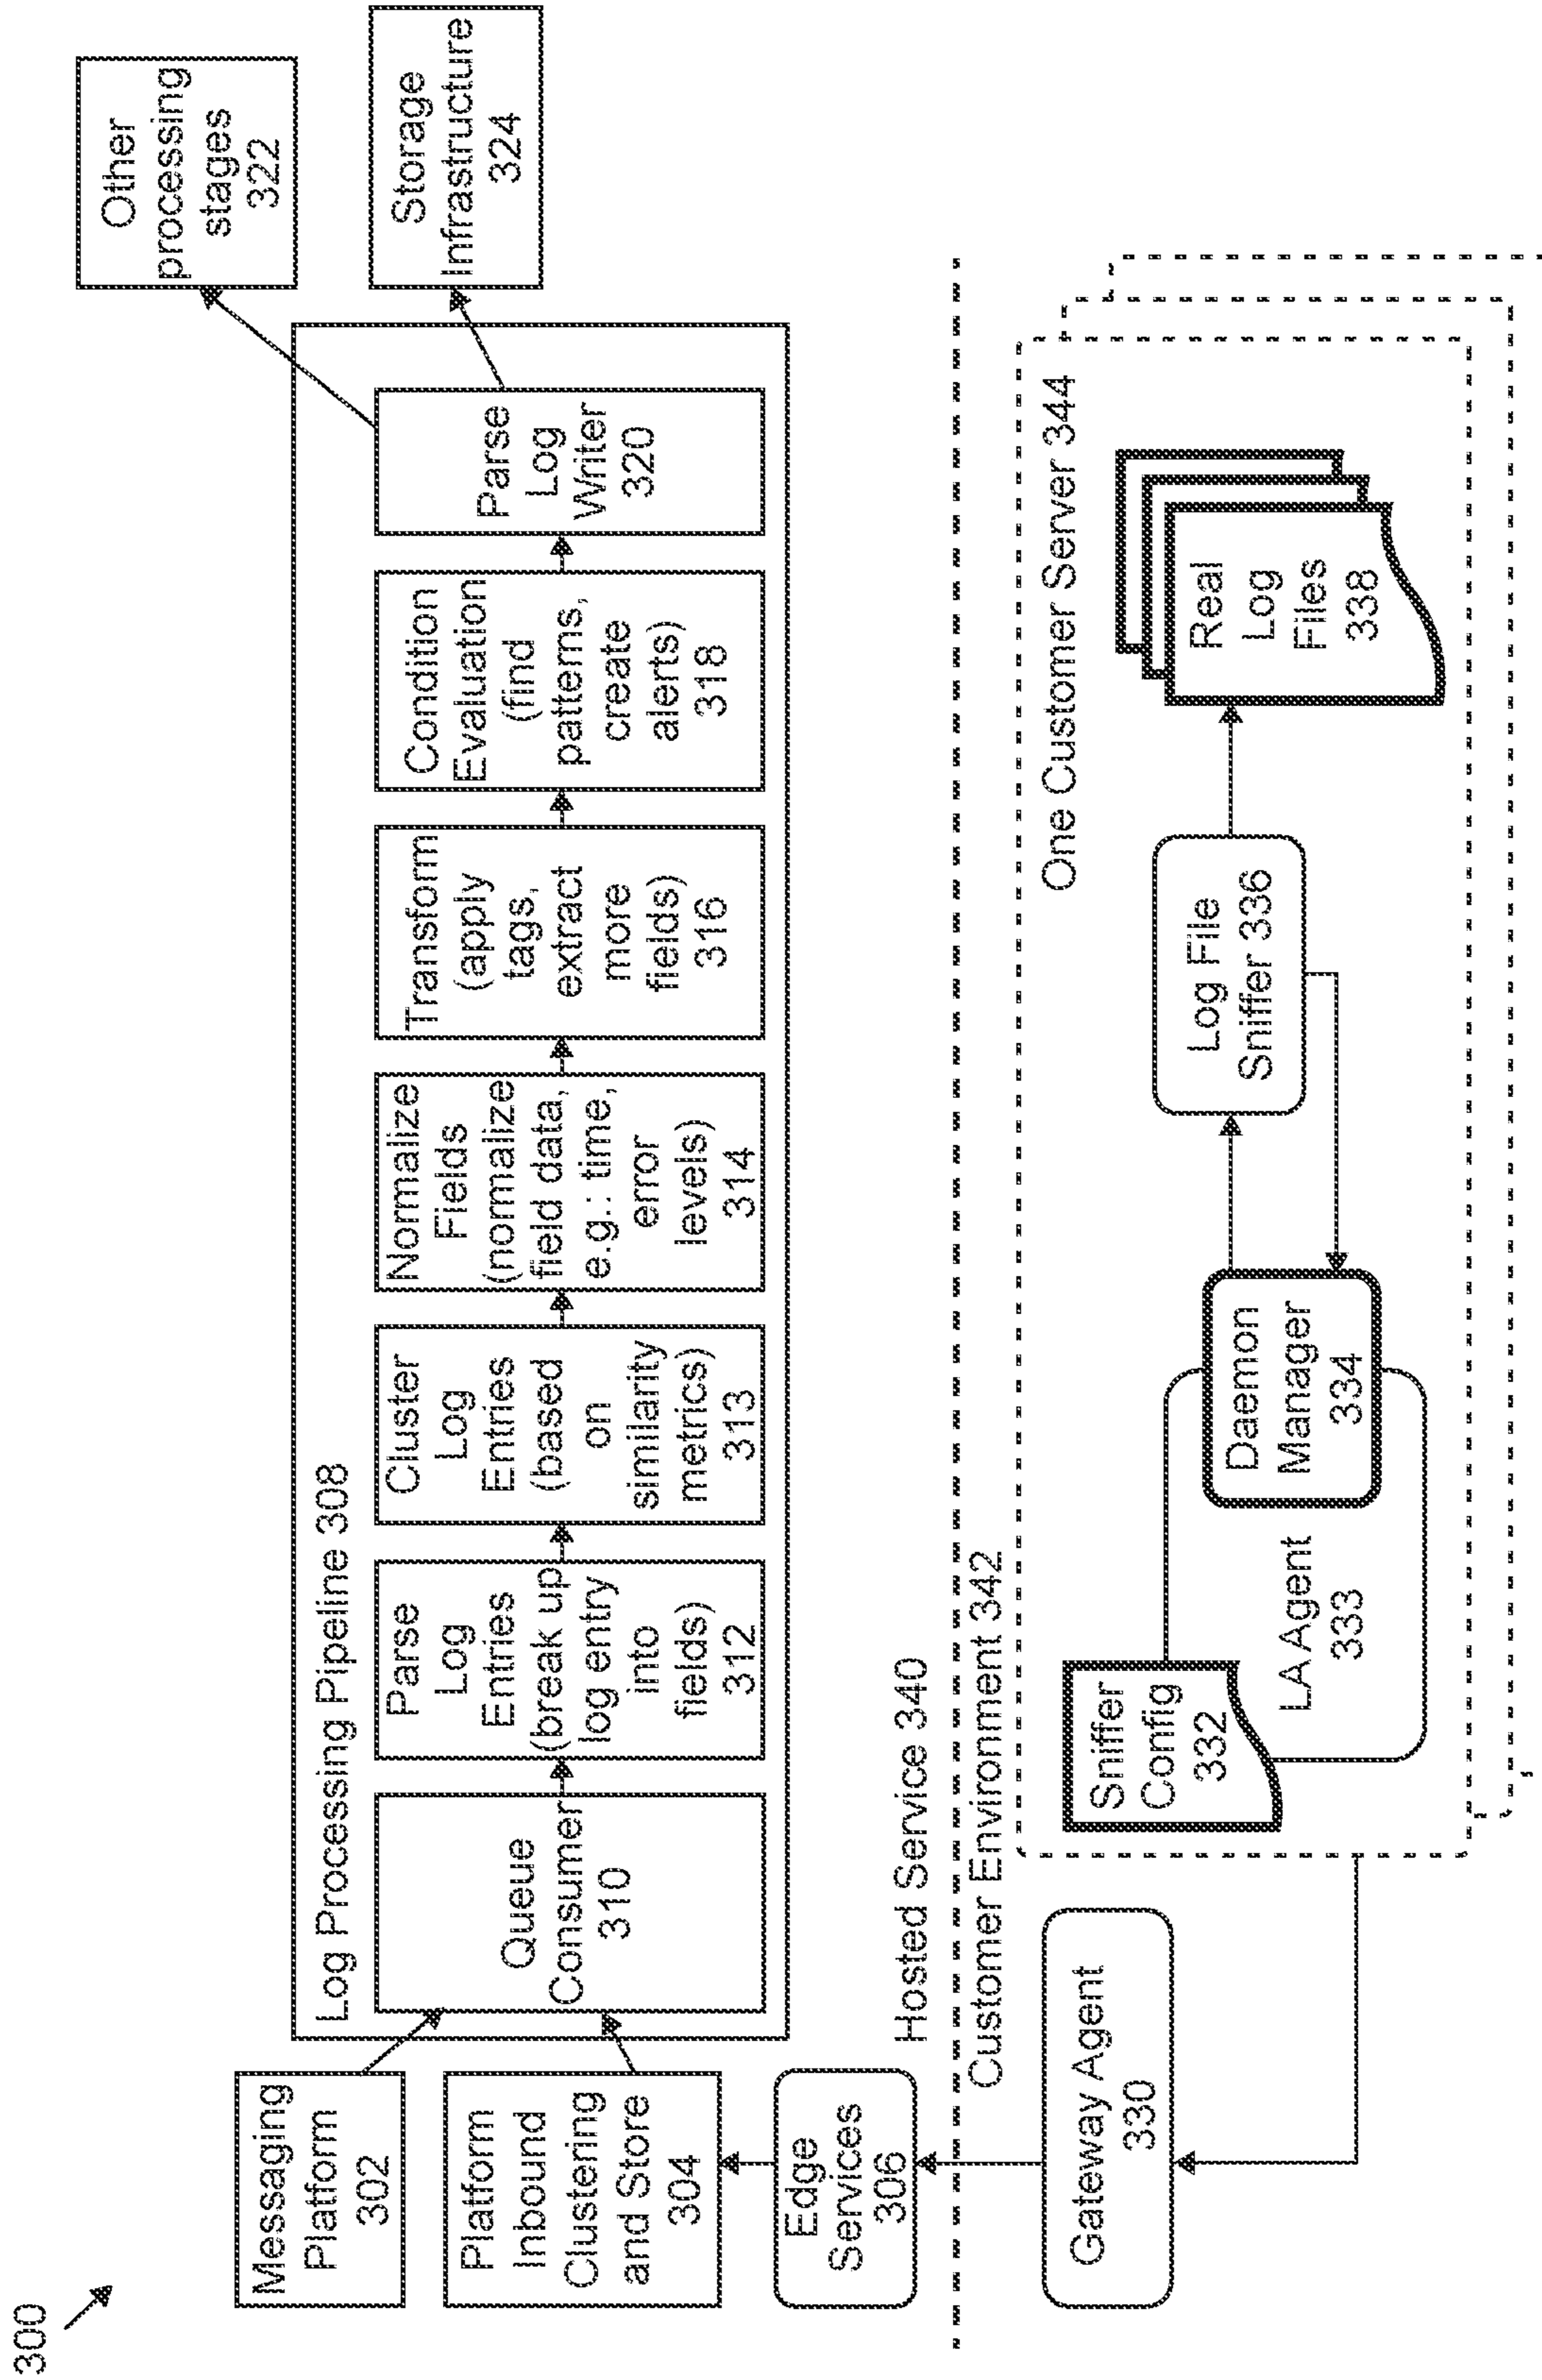 300
Messaging
Platform
302
Platform
Inbound
Clustering
and Store
304
Edge
Services
306
Log Processing Pipeline 308
Queue
Consumer
310
Parse
Log
Entries
(break up
log entry
into
fields)
312
Cluster
Log
Entries
(based
on
similarity
metrics)
313
Normalize
Fields
(normalize
field data,
e.g.: time,
error
levels)
314
Transform
(apply
tags,
extract
more
fields)
316
Condition
Evaluation
(find
patterns,
create
alerts)
318
Parse
Log
Writer
320
Other
processing
stages
322
Storage
Infrastructure
324
Hosted Service 340
Customer Environment 342
Gateway Agent
330
One Customer Server 344
Sniffer
Config
332
LA Agent
333
Daemon
Manager
334
Log File
Sniffer 336
Real
Log
Files
338